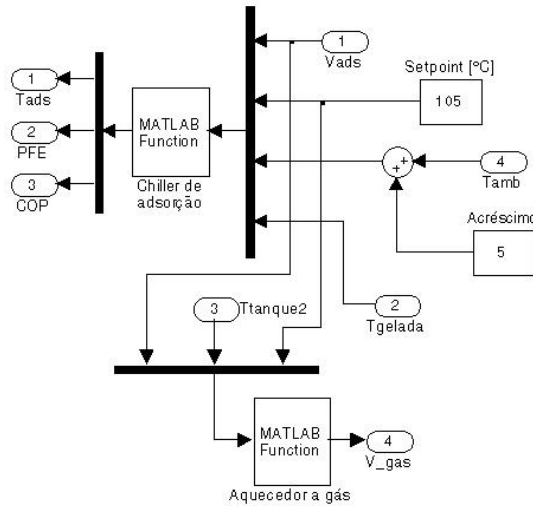 1
Vads
Setpoint [ºC]
105
1
Tads
2
PFE
3
COP
MATLAB
Function
Chiller de
adsorção
+
+
4
Tamb
Acréscimo
5
2
Tgelada
3
Ttanque2
MATLAB
Function
Aquecedor a gás
4
V_gas